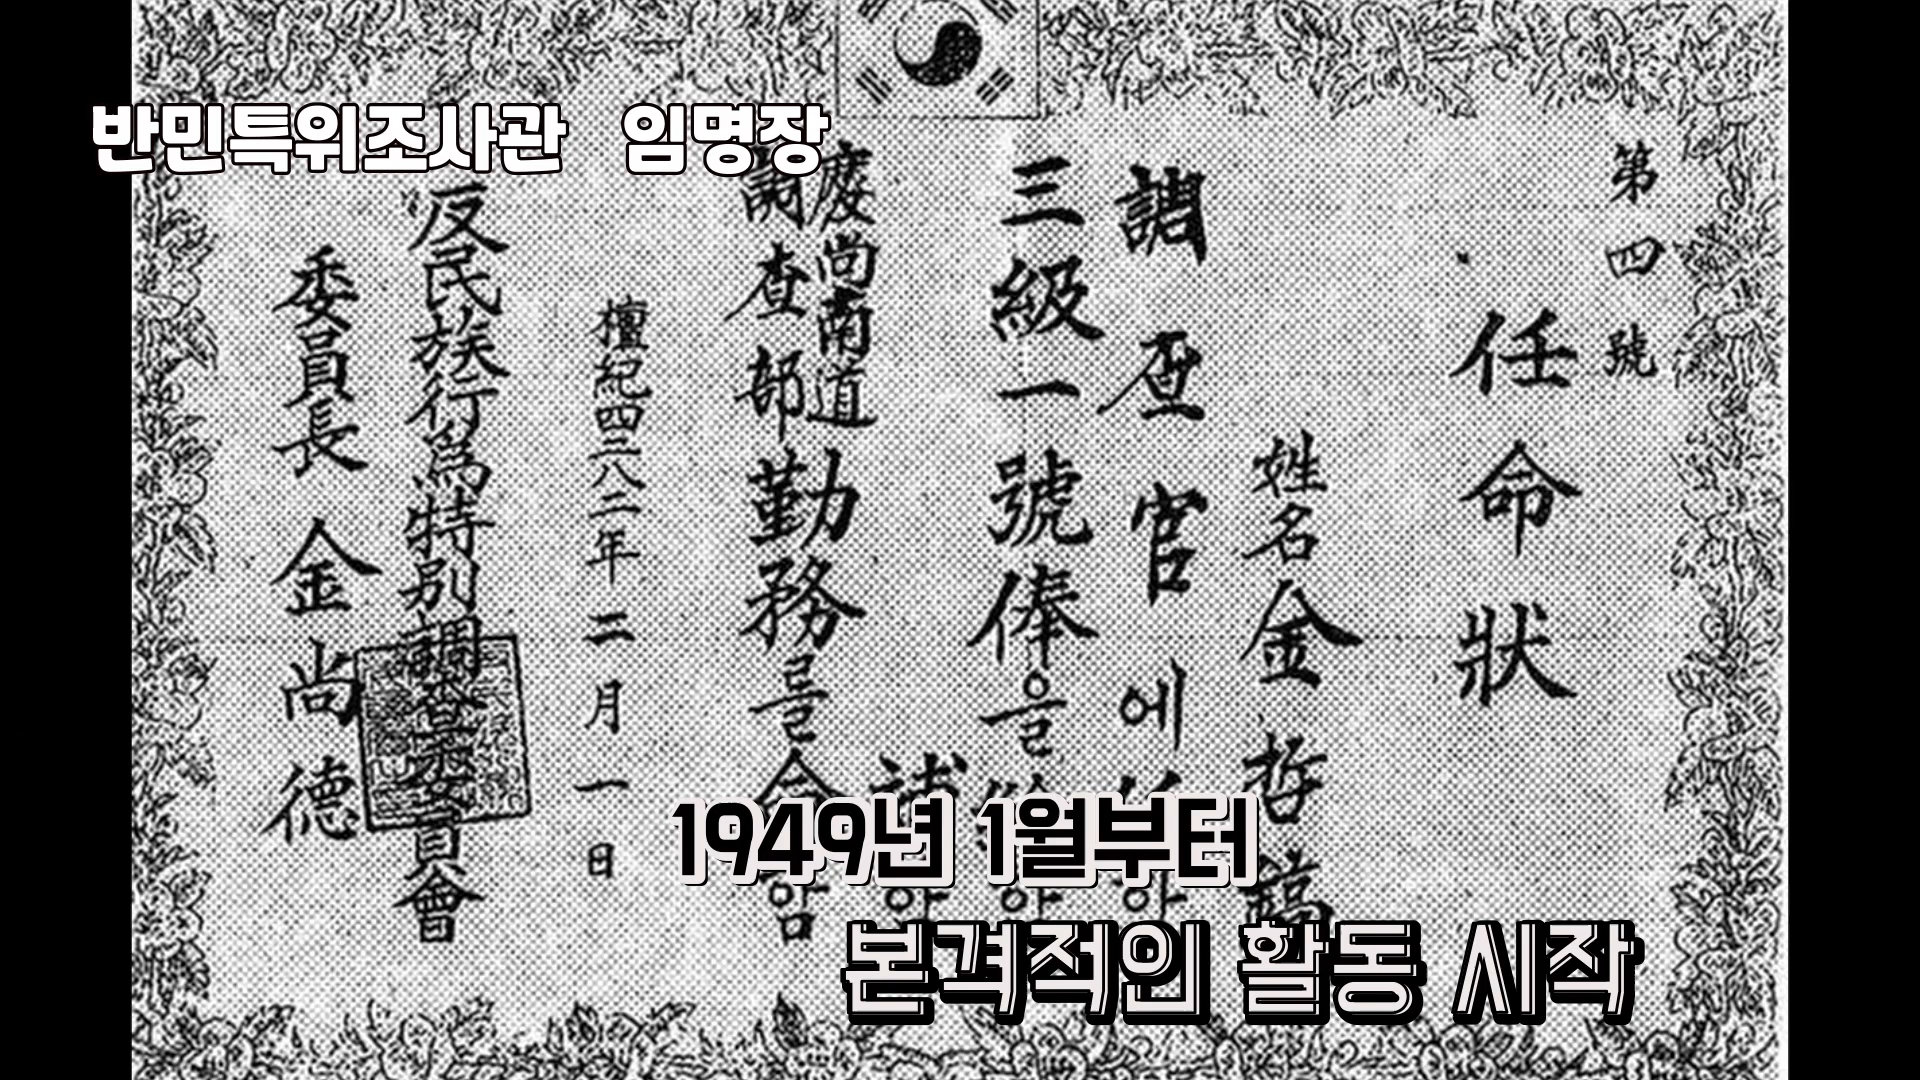 반민특위조사관 임명장
第四號
任命狀
姓名 金哲鎬
調査官에
三級一號俸을
慶尚南道
調査部
勤務를命함
檀紀四二八二年二月一日
反民族行爲特別調査委員會
委員長 金尚德
1949년 1월부터
본격적인 활동 시작